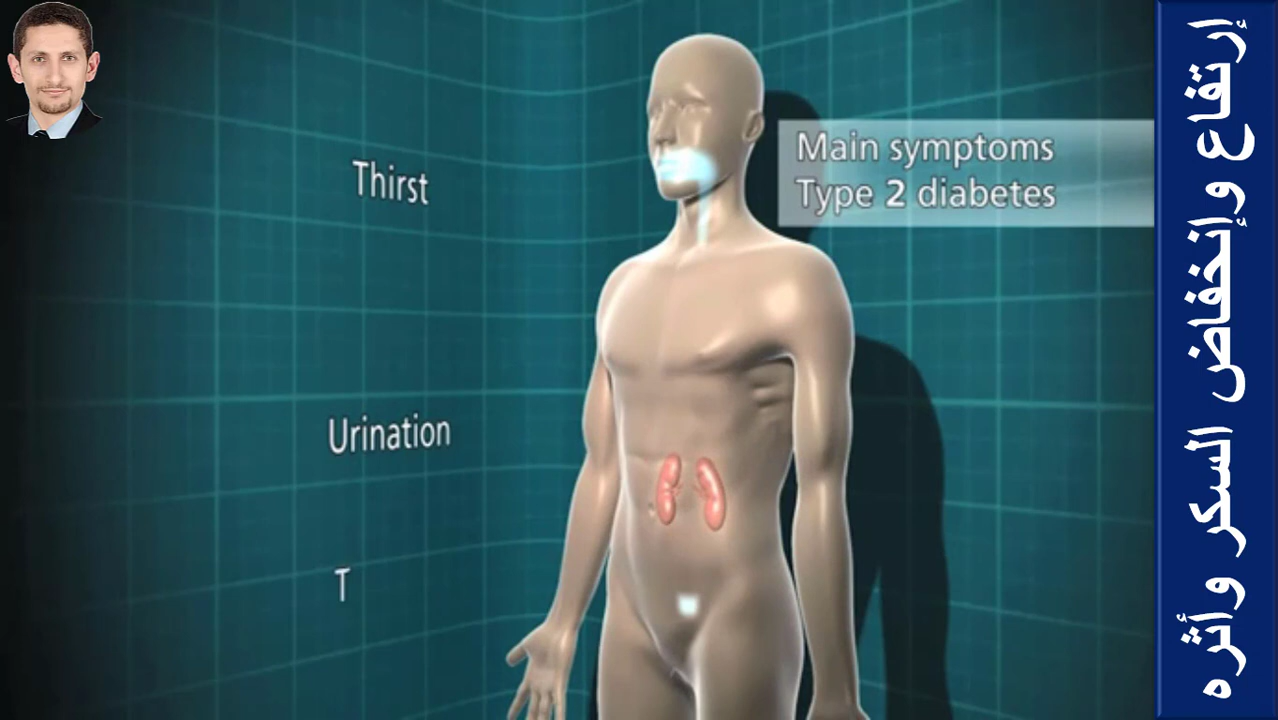 Main symptoms
Type 2 diabetes
Thirst
Urination
T
إرتفاع وإنخفاض السكر وأثره